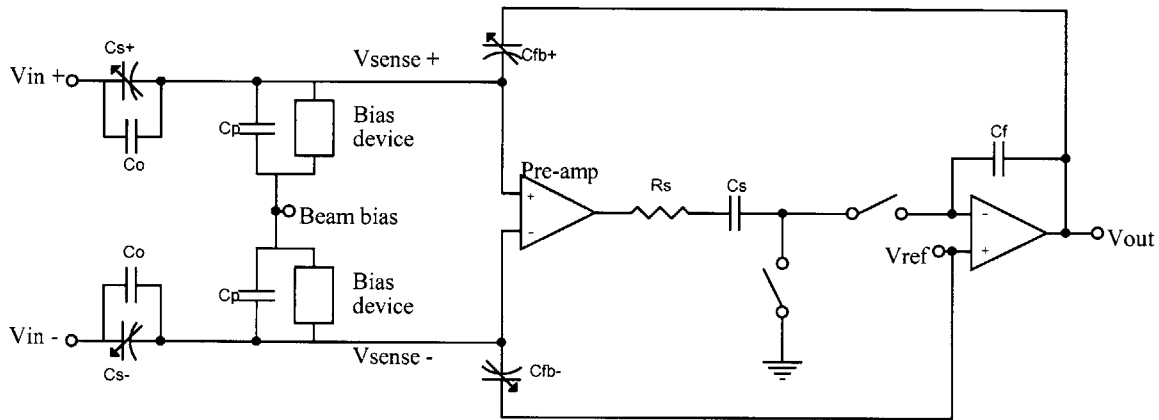 Cs+
Vin +
Co
Vsense +
Cfb+
Cp
Bias
device
Pre-amp
+
-
Rs
Cs
Cf
-
+
Vout
Vref
Beam bias
Co
Cp
Bias
device
Vin -
Cs-
Vsense -
Cfb-